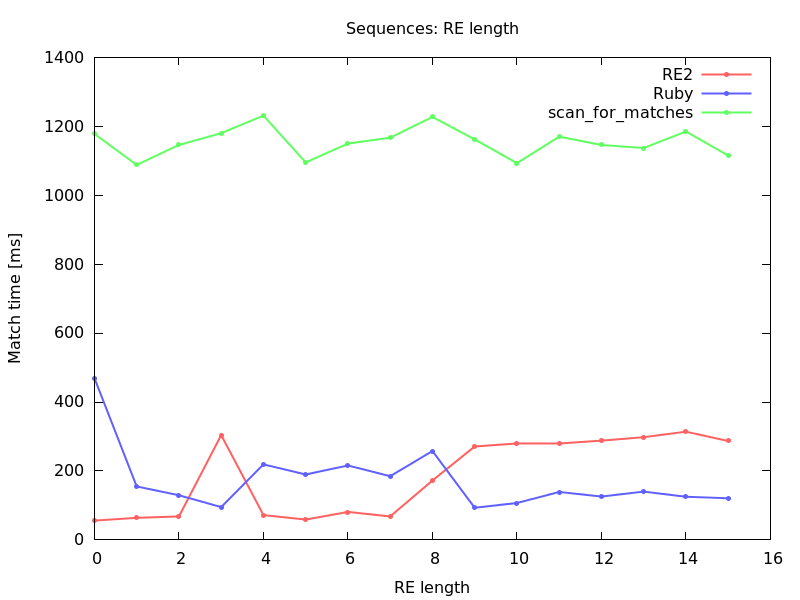 Sequences: RE length
1400
1200
1000
800
600
400
200
0
Match time [ms]
RE2
Ruby
scan_for_matches
0 2 4 6 8 10 12 14 16
RE length